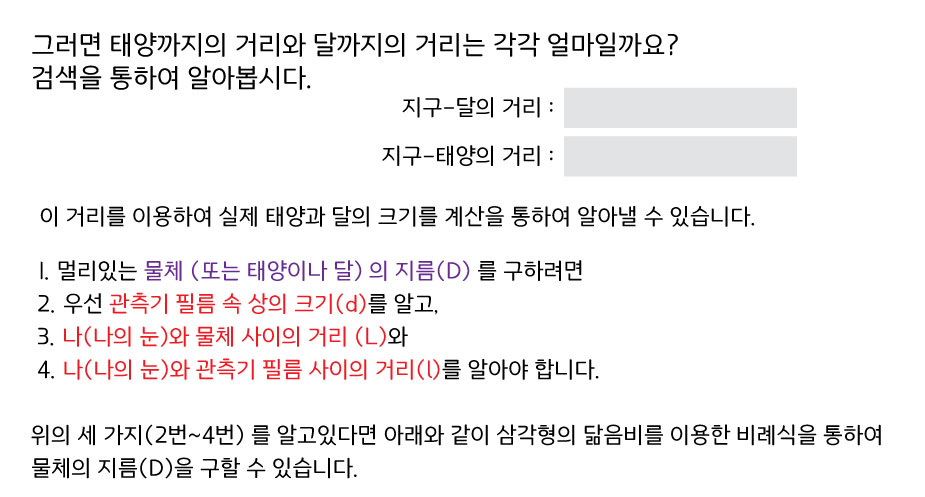 그러면 태양까지의 거리와 달까지의 거리는 각각 얼마일까요?
검색을 통하여 알아봅시다.
지구-달의 거리 :
지구-태양의 거리 :
이 거리를 이용하여 실제 태양과 달의 크기를 계산을 통하여 알아낼 수 있습니다.
1. 멀리있는 물체 (또는 태양이나 달) 의 지름(D) 를 구하려면
2. 우선 관측기 필름 속 상의 크기(d)를 알고,
3. 나(나의 눈)와 물체 사이의 거리 (L)와
4. 나(나의 눈)와 관측기 필름 사이의 거리(l)를 알아야 합니다.
위의 세 가지(2번~4번) 를 알고있다면 아래와 같이 삼각형의 닮음비를 이용한 비례식을 통하여
물체의 지름(D)을 구할 수 있습니다.